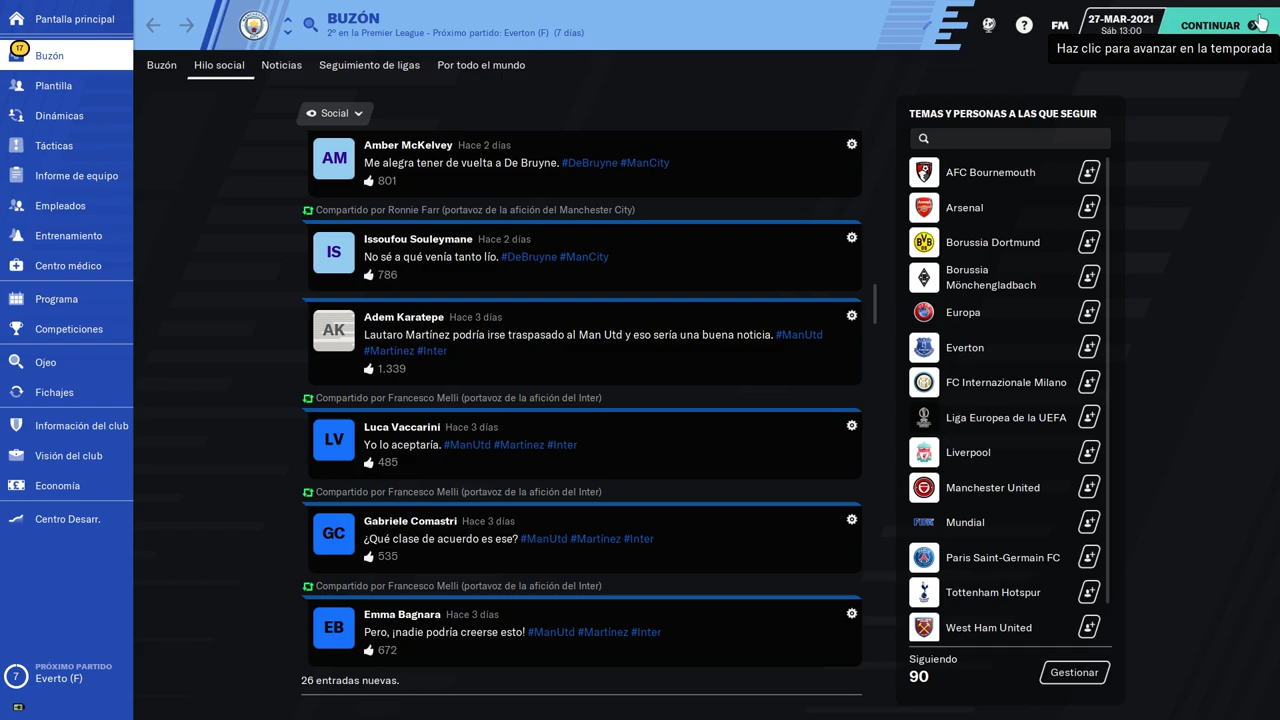 Pantalla principal
17
Buzón
Plantilla
Dinámicas
Tácticas
Informe de equipo
Empleados
Entrenamiento
Centro médico
Programa
Competiciones
Ojeo
Fichajes
Información del club
Visión del club
Economía
Centro Desarr.
7
PRÓXIMO PARTIDO
Everto (F)
BUZÓN
2º en la Premier League - Próximo partido: Everton (F) (7 días)
?
FM
27-MAR-2021
Sáb 13:00
CONTINUAR
Haz clic para avanzar en la temporada
Buzón
Hilo social
Noticias
Seguimiento de ligas
Por todo el mundo
Social
AM
Amber McKelvey Hace 2 días
Me alegra tener de vuelta a De Bruyne. #DeBruyne #ManCity
801
Compartido por Ronnie Farr (portavoz de la afición del Manchester City)
IS
Issoufou Souleymane Hace 2 días
No sé a qué venía tanto lío. #DeBruyne #ManCity
786
AK
Adem Karatepe Hace 3 días
Lautaro Martínez podría irse traspasado al Man Utd y eso sería una buena noticia. #ManUtd
#Martínez #Inter
1.339
Compartido por Francesco Melli (portavoz de la afición del Inter)
LV
Luca Vaccarini Hace 3 días
Yo lo aceptaría. #ManUtd #Martínez #Inter
485
Compartido por Francesco Melli (portavoz de la afición del Inter)
GC
Gabriele Comastri Hace 3 días
¿Qué clase de acuerdo es ese? #ManUtd #Martínez #Inter
535
Compartido por Francesco Melli (portavoz de la afición del Inter)
EB
Emma Bagnara Hace 3 días
Pero, ¡nadie podría creerse esto! #ManUtd #Martínez #Inter
672
26 entradas nuevas.
TEMAS Y PERSONAS A LAS QUE SEGUIR
AFC Bournemouth
Arsenal
Borussia Dortmund
Borussia
Mönchengladbach
Europa
Everton
FC Internazionale Milano
Liga Europea de la UEFA
Liverpool
Manchester United
Mundial
Paris Saint-Germain FC
Tottenham Hotspur
West Ham United
Siguiendo
90
Gestionar